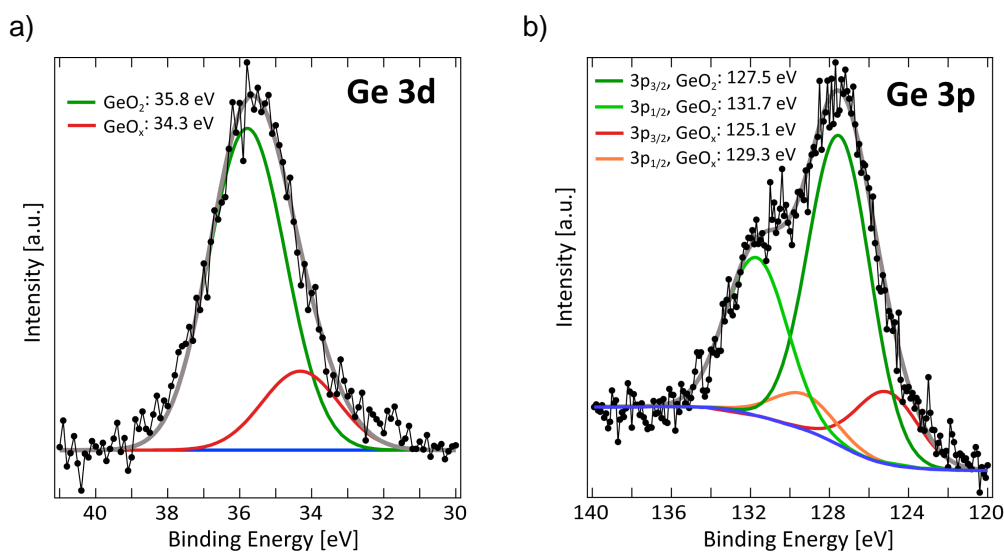 a)
Ge 3d
GeO₂: 35.8 eV
GeOₓ: 34.3 eV
Intensity [a.u.]
40 38 36 34 32 30
Binding Energy [eV]
b)
Ge 3p
3p₃/₂, GeO₂: 127.5 eV
3p₁/₂, GeO₂: 131.7 eV
3p₃/₂, GeOₓ: 125.1 eV
3p₁/₂, GeOₓ: 129.3 eV
Intensity [a.u.]
140 136 132 128 124 120
Binding Energy [eV]